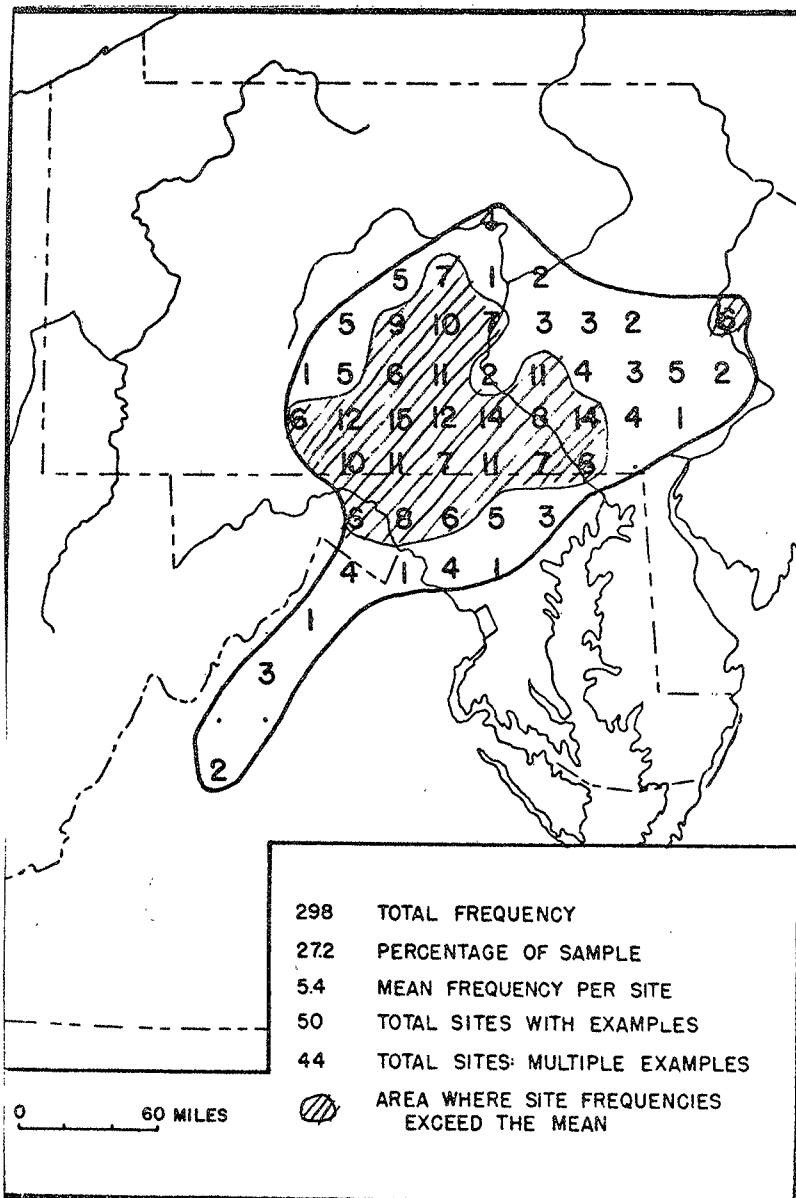 4
5 7 1 2
5 9 10 7 3 3 2 6
1 5 6 11 2 11 4 3 5 2
6 12 15 12 14 8 14 4 1
10 11 7 11 7 6
6 8 6 5 3
4 1 4 1
1
3
2
298 TOTAL FREQUENCY
27.2 PERCENTAGE OF SAMPLE
5.4 MEAN FREQUENCY PER SITE
50 TOTAL SITES WITH EXAMPLES
44 TOTAL SITES: MULTIPLE EXAMPLES
AREA WHERE SITE FREQUENCIES
EXCEED THE MEAN
0 60 MILES